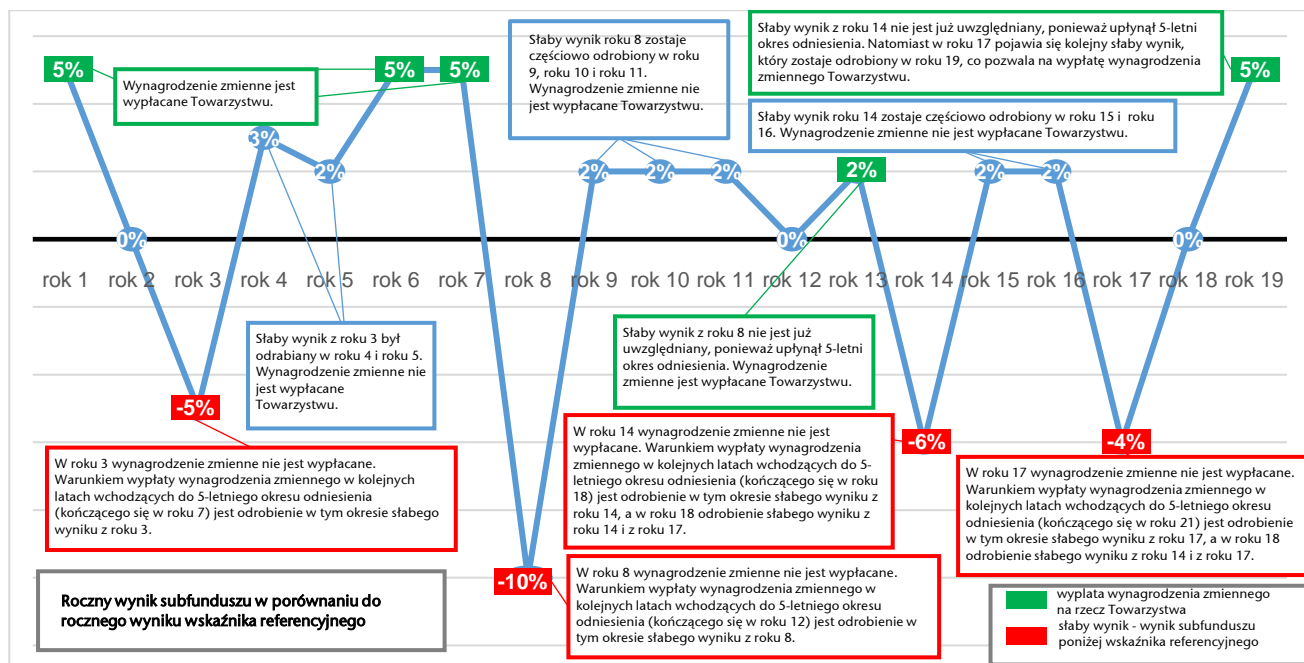 Słaby wynik z roku 14 nie jest już uwzględniany, ponieważ upłynął 5-letni
okres odniesienia. Natomiast w roku 17 pojawia się kolejny słaby wynik,
który zostaje odrobiony w roku 19, co pozwala na wypłatę wynagrodzenia
zmiennego Towarzystwu.
Słaby wynik roku 8 zostaje
częściowo odrobiony w roku
9, roku 10 i roku 11.
Wynagrodzenie zmienne nie
jest wypłacane Towarzystwu.
Wynagrodzenie zmienne jest
wypłacane Towarzystwu.
Słaby wynik roku 14 zostaje częściowo odrobiony w roku 15 i roku
16. Wynagrodzenie zmienne nie jest wypłacane Towarzystwu.
5%
0%
-5%
3%
2%
5%
5%
-10%
2%
2%
2%
0%
2%
-6%
2%
2%
-4%
0%
5%
rok 1 rok 2 rok 3 rok 4 rok 5 rok 6 rok 7 rok 8 rok 9 rok 10 rok 11 rok 12 rok 13 rok 14 rok 15 rok 16 rok 17 rok 18 rok 19
Słaby wynik z roku 3 był
odrabiany w roku 4 i roku 5.
Wynagrodzenie zmienne nie
jest wypłacane
Towarzystwu.
Słaby wynik z roku 8 nie jest już
uwzględniany, ponieważ upłynął 5-letni
okres odniesienia. Wynagrodzenie
zmienne jest wypłacane Towarzystwu.
W roku 3 wynagrodzenie zmienne nie jest wypłacane.
Warunkiem wypłaty wynagrodzenia zmiennego w kolejnych
latach wchodzących do 5-letniego okresu odniesienia
(kończącego się w roku 7) jest odrobienie w tym okresie słabego
wyniku z roku 3.
W roku 14 wynagrodzenie zmienne nie jest
wypłacane. Warunkiem wypłaty wynagrodzenia
zmiennego w kolejnych latach wchodzących do 5-
letniego okresu odniesienia (kończącego się w roku
18) jest odrobienie w tym okresie słabego wyniku z
roku 14, a w roku 18 odrobienie słabego wyniku z
roku 14 i z roku 17.
W roku 17 wynagrodzenie zmienne nie jest wypłacane.
Warunkiem wypłaty wynagrodzenia zmiennego w
kolejnych latach wchodzących do 5-letniego okresu
odniesienia (kończącego się w roku 21) jest odrobienie
w tym okresie słabego wyniku z roku 17, a w roku 18
odrobienie słabego wyniku z roku 14 i z roku 17.
W roku 8 wynagrodzenie zmienne nie jest wypłacane.
Warunkiem wypłaty wynagrodzenia zmiennego w
kolejnych latach wchodzących do 5-letniego okresu
odniesienia (kończącego się w roku 12) jest odrobienie w
tym okresie słabego wyniku z roku 8.
Roczny wynik subfunduszu w porównaniu do
rocznego wyniku wskaźnika referencyjnego
wyplata wynagrodzenia zmiennego
na rzecz Towarzystwa
słaby wynik - wynik subfunduszu
poniżej wskaźnika referencyjnego